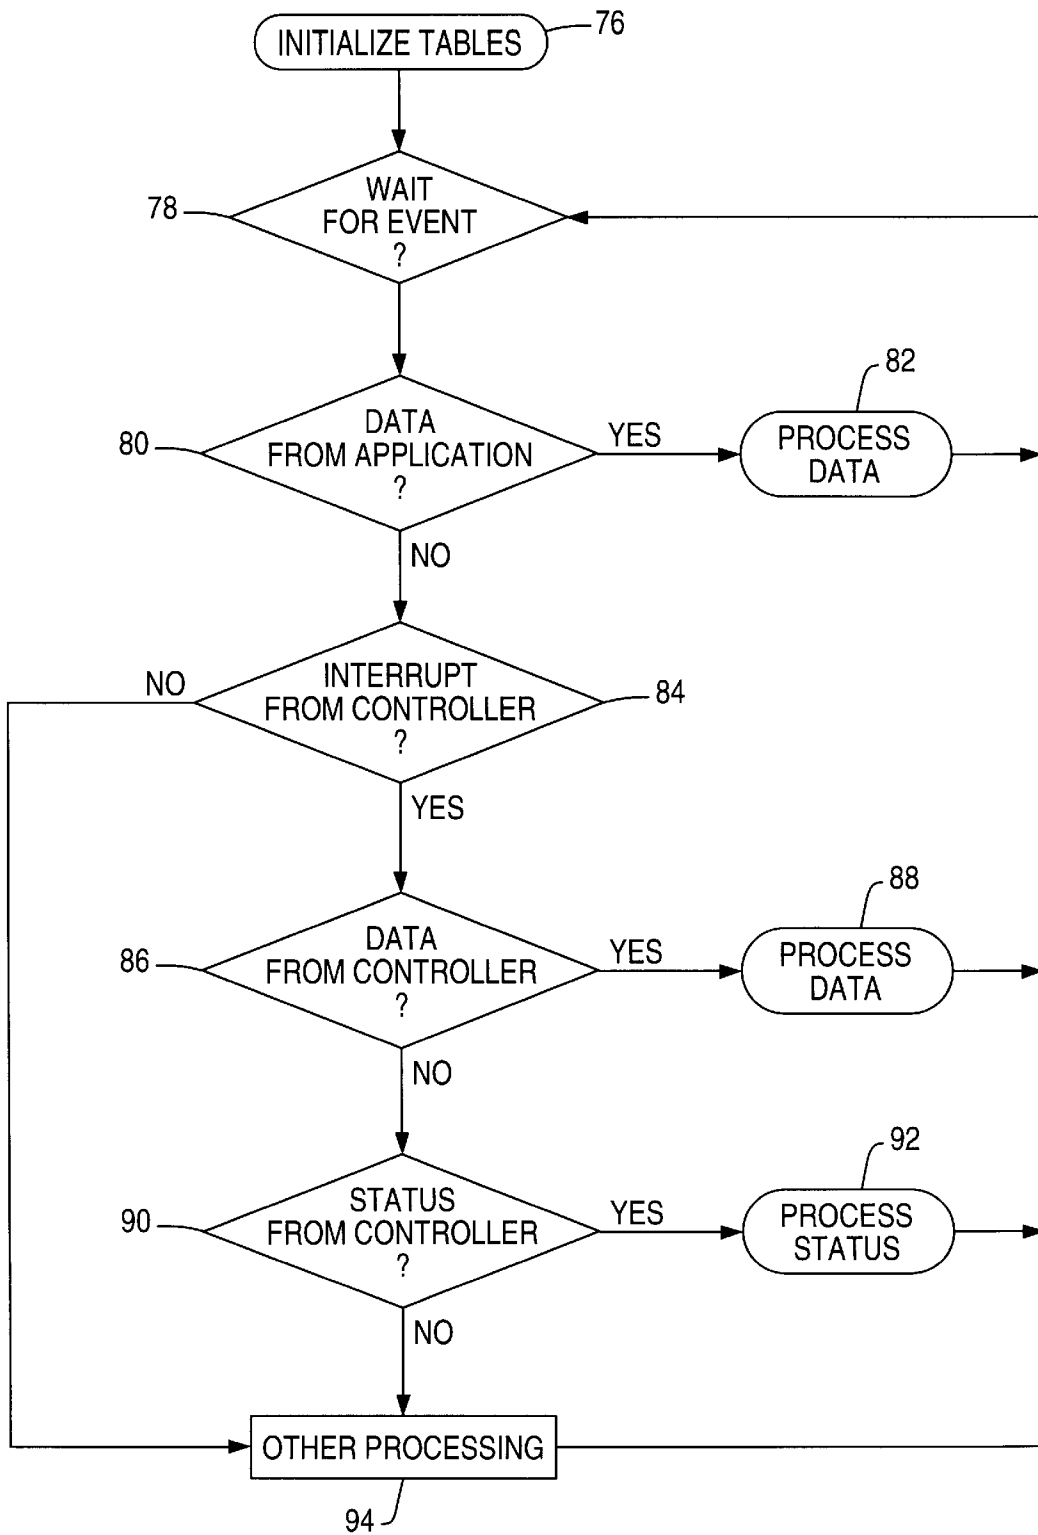 INITIALIZE TABLES
76
WAIT
FOR EVENT
?
78
DATA
FROM APPLICATION
?
80
YES
PROCESS
DATA
82
NO
INTERRUPT
FROM CONTROLLER
?
84
NO
YES
DATA
FROM CONTROLLER
?
86
YES
PROCESS
DATA
88
NO
STATUS
FROM CONTROLLER
?
90
YES
PROCESS
STATUS
92
NO
OTHER PROCESSING
94